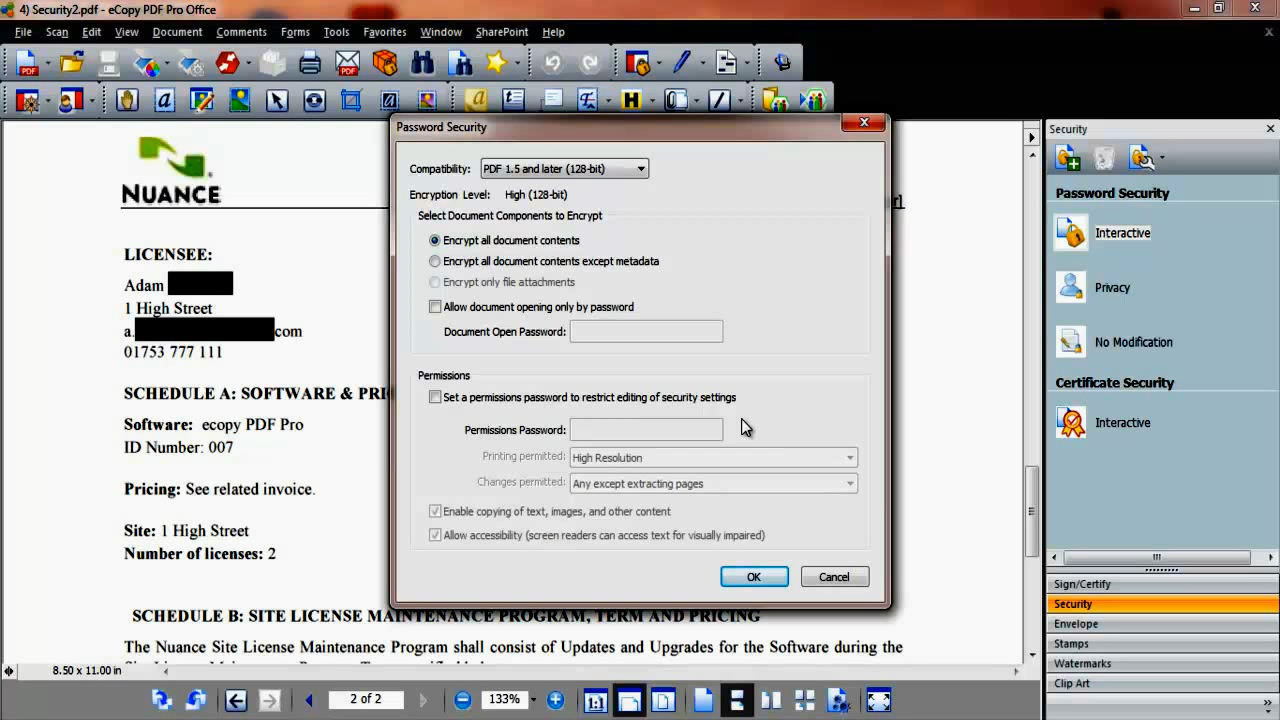 4) Security2.pdf - eCopy PDF Pro Office
File Scan Edit View Document Comments Forms Tools Favorites Window SharePoint Help
NUANCE
r]
LICENSEE:
Adam
1 High Street
a. com
01753 777 111
SCHEDULE A: SOFTWARE & PRI
Software: ecopy PDF Pro
ID Number: 007
Pricing: See related invoice.
Site: 1 High Street
Number of licenses: 2
SCHEDULE B: SITE LICENSE MAINTENANCE PROGRAM, TERM AND PRICING
The Nuance Site License Maintenance Program shall consist of Updates and Upgrades for the Software during the
Password Security
Compatibility: PDF 1.5 and later (128-bit)
Encryption Level: High (128-bit)
Select Document Components to Encrypt
Encrypt all document contents
Encrypt all document contents except metadata
Encrypt only file attachments
Allow document opening only by password
Document Open Password:
Permissions
Set a permissions password to restrict editing of security settings
Permissions Password:
Printing permitted: High Resolution
Changes permitted: Any except extracting pages
Enable copying of text, images, and other content
Allow accessibility (screen readers can access text for visually impaired)
OK Cancel
Security
Password Security
Interactive
Privacy
No Modification
Certificate Security
Interactive
Sign/Certify
Security
Envelope
Stamps
Watermarks
Clip Art
8.50 x 11.00 in
2 of 2 133%